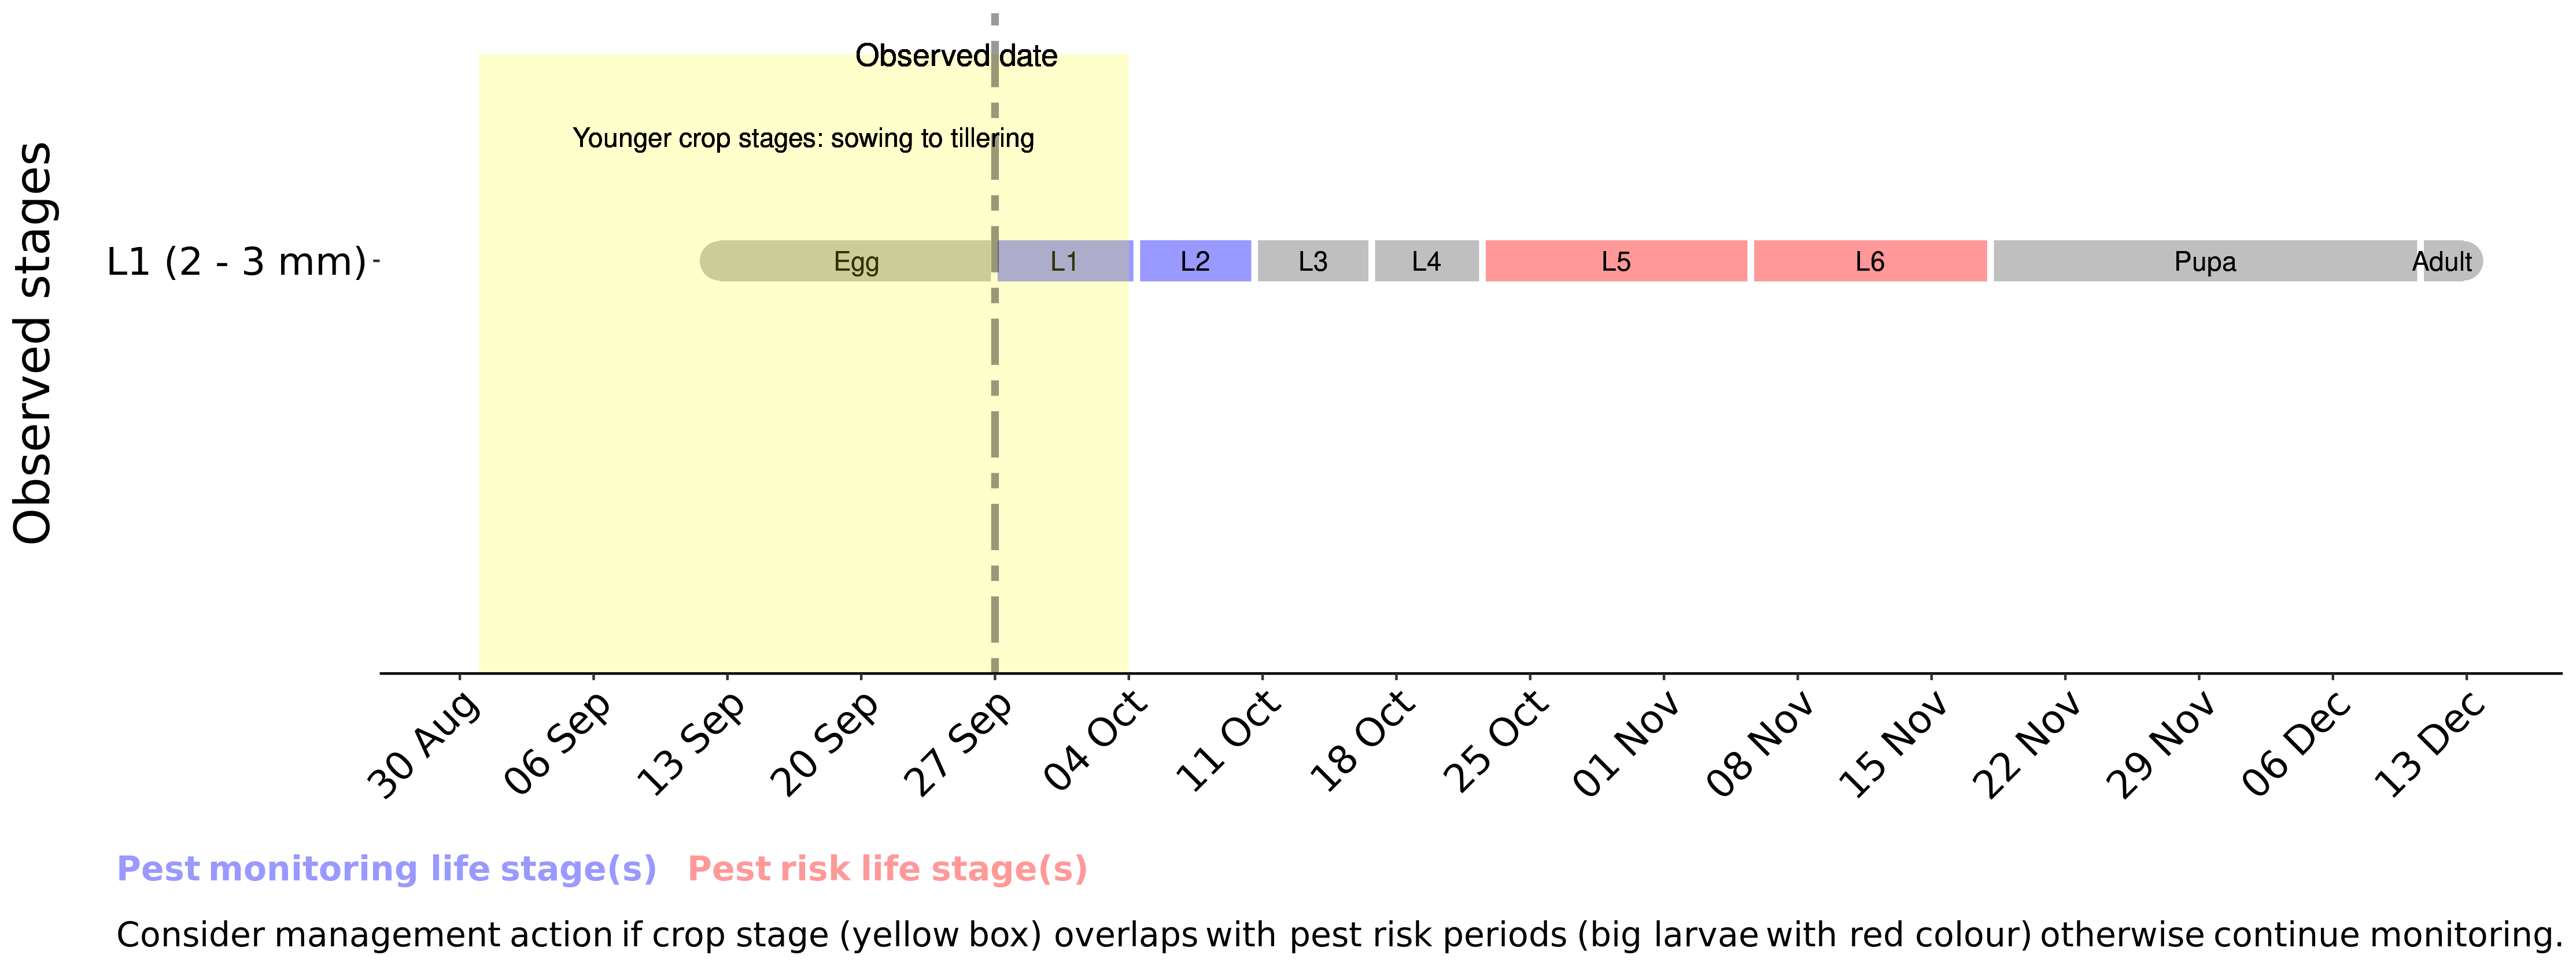 Observed date
Younger crop stages: sowing to tillering
Observed stages
L1 (2 - 3 mm)
Egg L1 L2 L3 L4 L5 L6 Pupa Adult
30 Aug 06 Sep 13 Sep 20 Sep 27 Sep 04 Oct 11 Oct 18 Oct 25 Oct 01 Nov 08 Nov 15 Nov 22 Nov 29 Nov 06 Dec 13 Dec
Pest monitoring life stage(s) Pest risk life stage(s)
Consider management action if crop stage (yellow box) overlaps with pest risk periods (big larvae with red colour) otherwise continue monitoring.